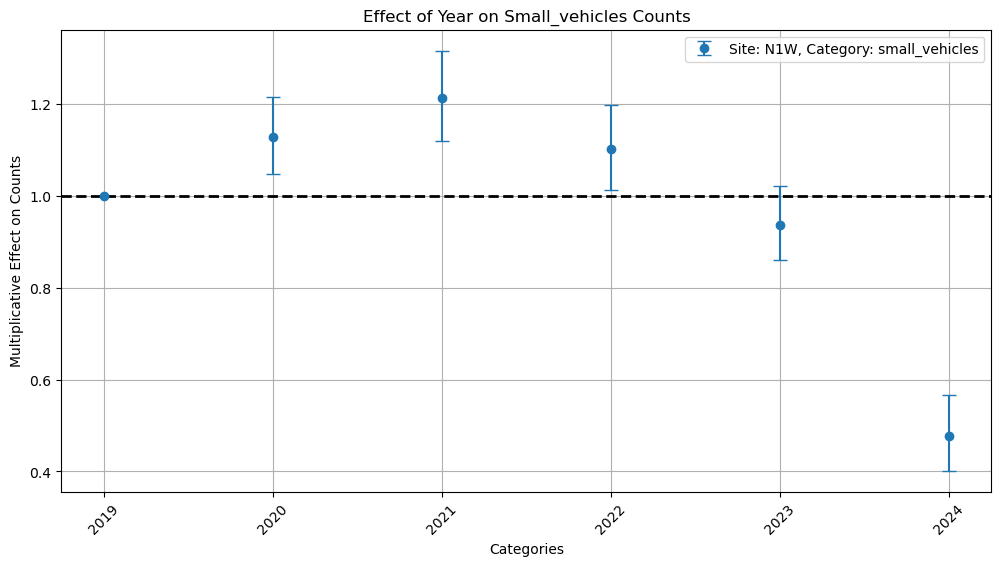 Effect of Year on Small_vehicles Counts
Site: N1W, Category: small_vehicles
Multiplicative Effect on Counts
1.2
1.0
0.8
0.6
0.4
2019
2020
2021
2022
2023
2024
Categories